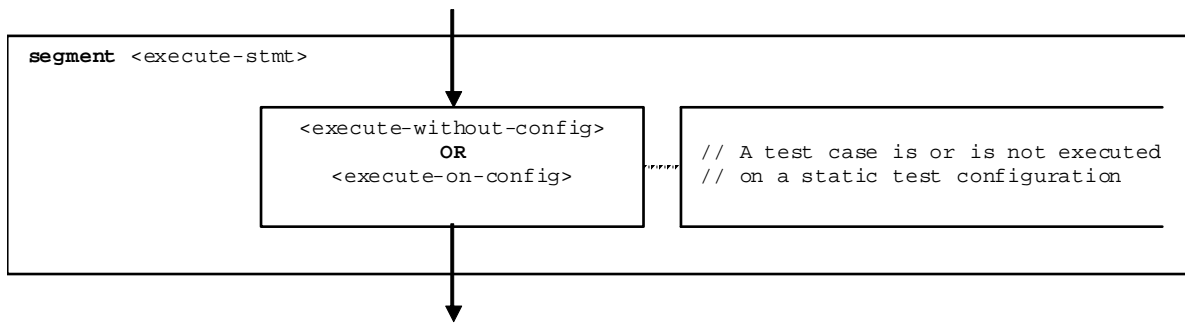 segment <execute-stmt>
<execute-without-config>
OR
<execute-on-config>
// A test case is or is not executed
// on a static test configuration